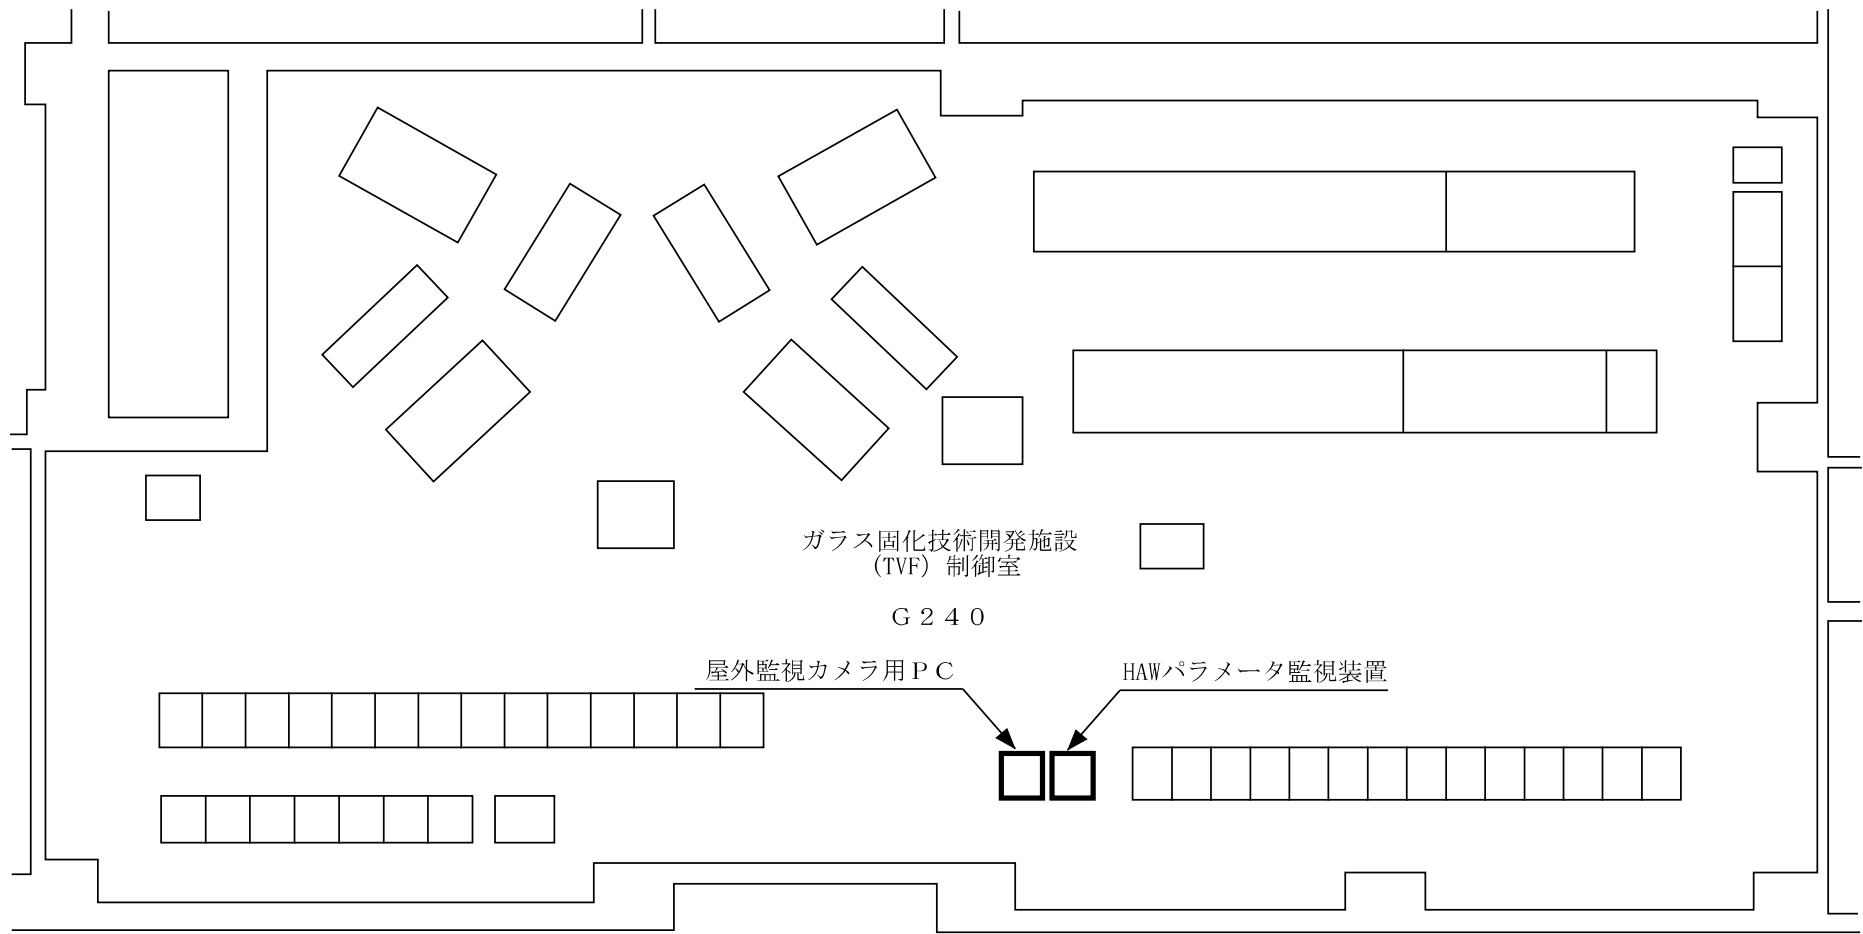 ガラス固化技術開発施設
(TVF) 制御室
Ｇ２４０
屋外監視カメラ用ＰＣ
HAWパラメータ監視装置